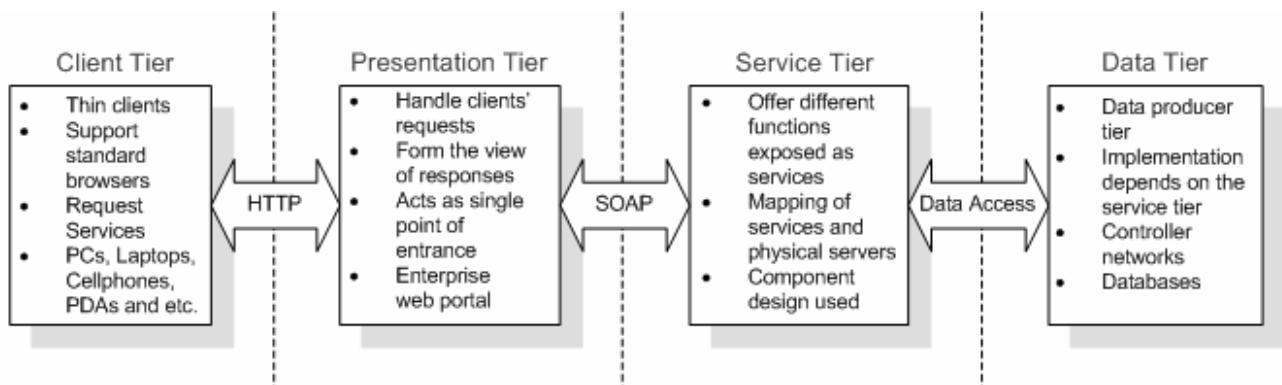 Client Tier
Thin clients
Support
standard
browsers
Request
Services
PCs, Laptops,
Cellphones,
PDAs and etc.
HTTP
Presentation Tier
Handle clients'
requests
Form the view
of responses
Acts as single
point of
entrance
Enterprise
web portal
SOAP
Service Tier
Offer different
functions
exposed as
services
Mapping of
services and
physical servers
Component
design used
Data Access
Data Tier
Data producer
tier
Implementation
depends on the
service tier
Controller
networks
Databases